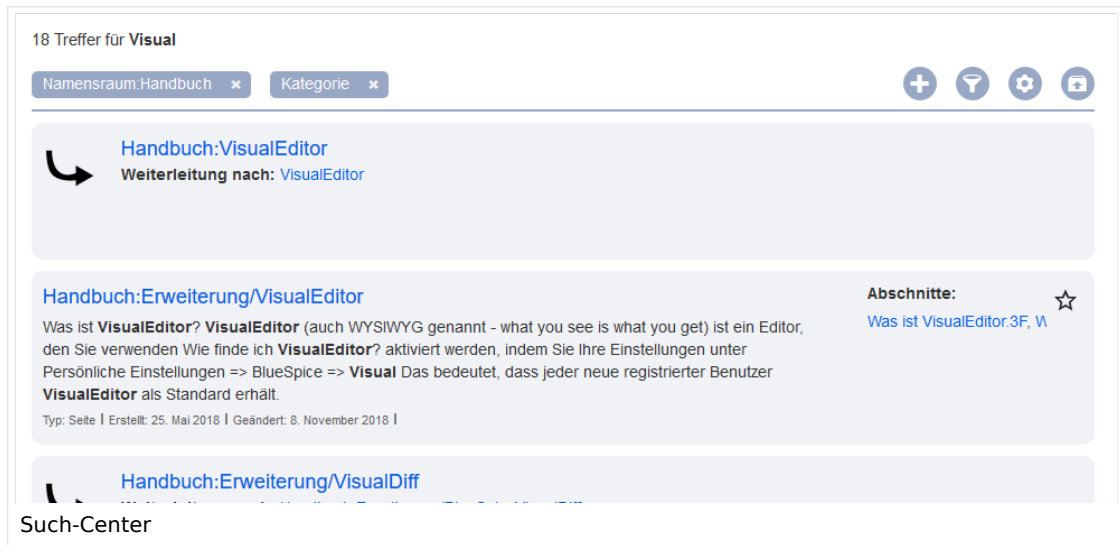 18 Treffer für Visual
Namensraum:Handbuch × Kategorie ×
Handbuch:VisualEditor
Weiterleitung nach: VisualEditor
Handbuch:Erweiterung/VisualEditor
Was ist VisualEditor? VisualEditor (auch WYSIWYG genannt - what you see is what you get) ist ein Editor,
den Sie verwenden Wie finde ich VisualEditor? aktiviert werden, indem Sie Ihre Einstellungen unter
Persönliche Einstellungen => BlueSpice => Visual Das bedeutet, dass jeder neue registrierter Benutzer
VisualEditor als Standard erhält.
Typ: Seite | Erstellt: 25. Mai 2018 | Geändert: 8. November 2018 |
Abschnitte:
Was ist VisualEditor.3F, W
Handbuch:Erweiterung/VisualDiff
Such-Center